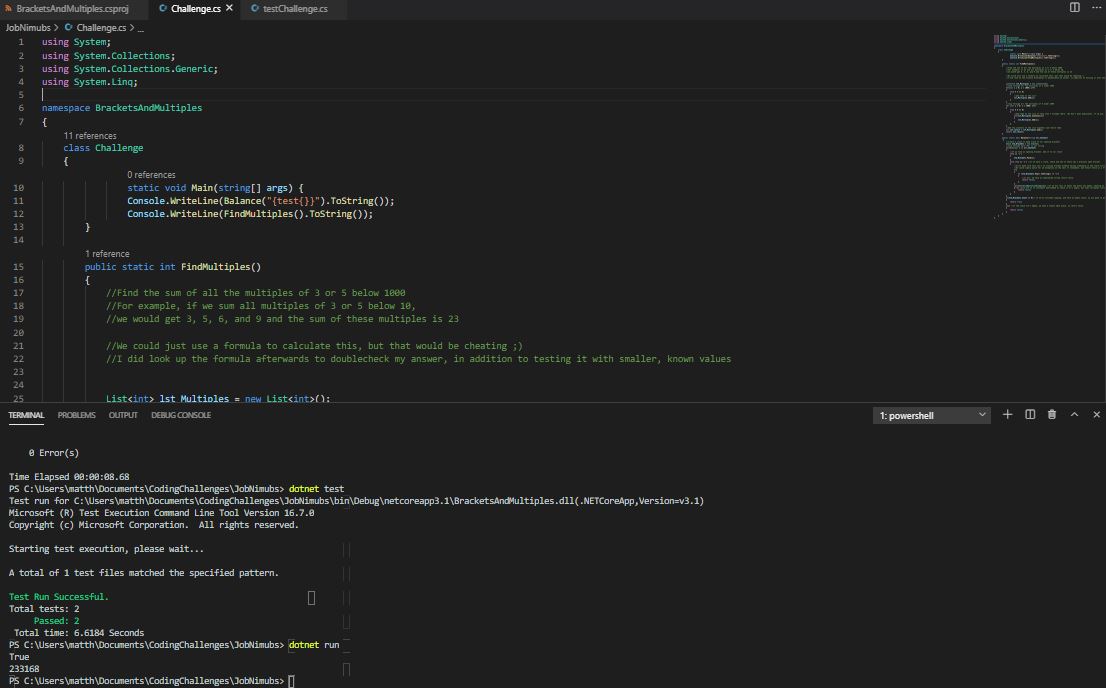 BracketsAndMultiples.csproj
Challenge.cs
testChallenge.cs
JobNimubs > Challenge.cs > ...
1 using System;
2 using System.Collections;
3 using System.Collections.Generic;
4 using System.Linq;
5
6 namespace BracketsAndMultiples
7 {
11 references
8 class Challenge
9 {
0 references
10 static void Main(string[] args) {
11 Console.WriteLine(Balance("{test{}}").ToString());
12 Console.WriteLine(FindMultiples().ToString());
13 }
14
1 reference
15 public static int FindMultiples()
16 {
17 //Find the sum of all the multiples of 3 or 5 below 1000
18 //For example, if we sum all multiples of 3 or 5 below 10,
19 //we would get 3, 5, 6, and 9 and the sum of these multiples is 23
20
21 //We could just use a formula to calculate this, but that would be cheating ;)
22 //I did look up the formula afterwards to doublecheck my answer, in addition to testing it with smaller, known values
23
24
25 List<int> lst_Multiples = new List<int>();
TERMINAL PROBLEMS OUTPUT DEBUG CONSOLE 1: powershell
0 Error(s)
Time Elapsed 00:00:08.68
PS C:\Users\matth\Documents\CodingChallenges\JobNimubs> dotnet test
Test run for C:\Users\matth\Documents\CodingChallenges\JobNimubs\bin\Debug\netcoreapp3.1\BracketsAndMultiples.dll(.NETCoreApp,Version=v3.1)
Microsoft (R) Test Execution Command Line Tool Version 16.7.0
Copyright (c) Microsoft Corporation.  All rights reserved.
Starting test execution, please wait...
A total of 1 test files matched the specified pattern.
Test Run Successful.
Total tests: 2
Passed: 2
Total time: 6.6184 Seconds
PS C:\Users\matth\Documents\CodingChallenges\JobNimubs> dotnet run
True
233168
PS C:\Users\matth\Documents\CodingChallenges\JobNimubs>